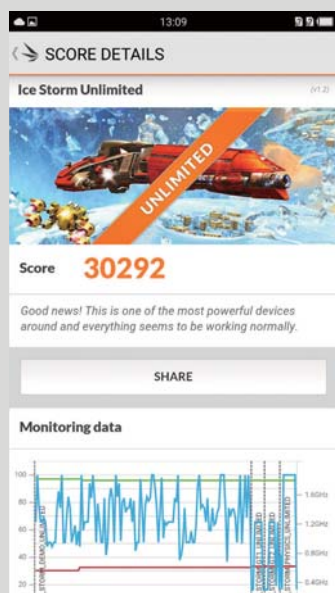 13:09
SCORE DETAILS
Ice Storm Unlimited (v1.2)
UNLIMITED
Score 30292
Good news! This is one of the most powerful devices
around and everything seems to be working normally.
SHARE
Monitoring data
100
80
60
40
20
1.6GHz
1.2GHz
0.8GHz
0.4GHz
STORM_DEMO_UNLIMITED
STORM_PHYSICS_UNLIMITED